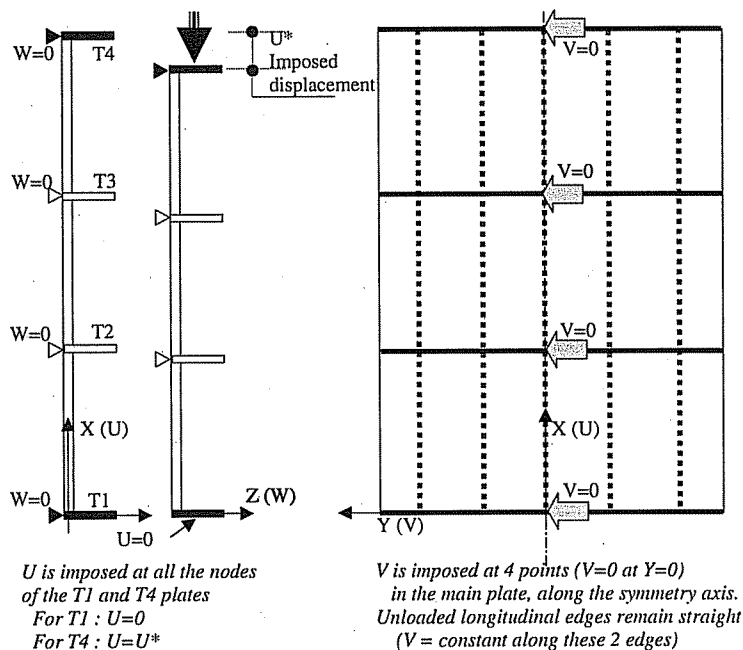 W=0
T4
U*
Imposed
displacement
W=0
T3
W=0
T2
X (U)
W=0
T1
Z (W)
U=0
V=0
V=0
V=0
X (U)
V=0
Y (V)
U is imposed at all the nodes
of the T1 and T4 plates
For T1 : U=0
For T4 : U=U*
V is imposed at 4 points (V=0 at Y=0)
in the main plate, along the symmetry axis.
Unloaded longitudinal edges remain straight
(V = constant along these 2 edges)